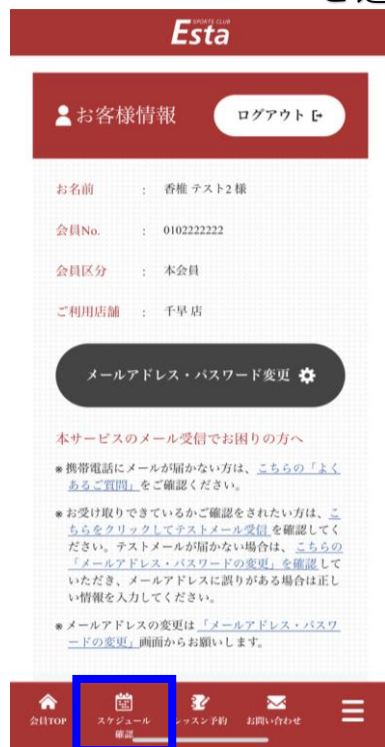 SPORTS CLUB
Esta
お客様情報
ログアウト
お名前 : 香椎 テスト2 様
会員No. : 0102222222
会員区分 : 本会員
ご利用店舗 : 千早 店
メールアドレス・パスワード変更
本サービスのメール受信でお困りの方へ
※携帯電話にメールが届かない方は、こちらの「よく
あるご質問」をご確認ください。
※お受け取りできているかご確認をされたい方は、こ
ちらをクリックしてテストメール受信 を確認してく
ださい。テストメールが届かない場合は、 こちらの
「メールアドレス・パスワードの変更」を確認して
いただき、メールアドレスに誤りがある場合は正し
い情報を入力してください。
※メールアドレスの変更は「メールアドレス・パスワ
ードの変更」画面からお願いします。
会員TOP
スケジュール
確認
レッスン予約
お問い合わせ